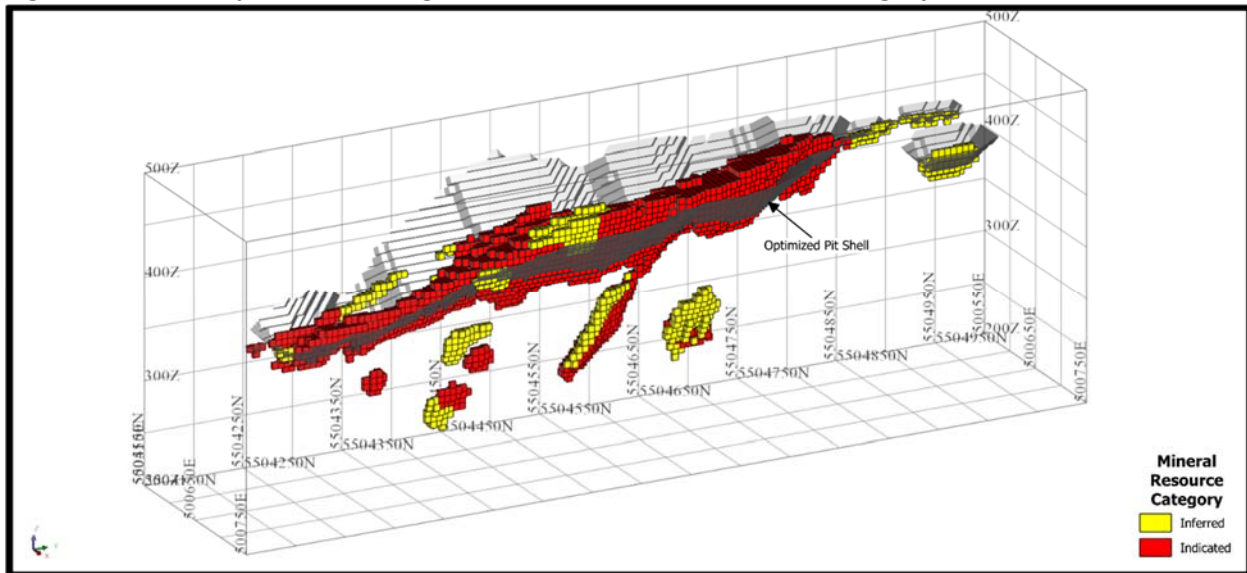 500Z
400Z
300Z
200Z
500Z
400Z
300Z
Optimized Pit Shell
5504250N
5504350N
5504550N
5504650N
5504750N
5504850N
5504950N
5504250N
5504350N
5504450N
5504550N
5504650N
5504750N
5504850N
5504950N
500550E
500650E
500750E
500650E
500750E
Mineral
Resource
Category
Inferred
Indicated